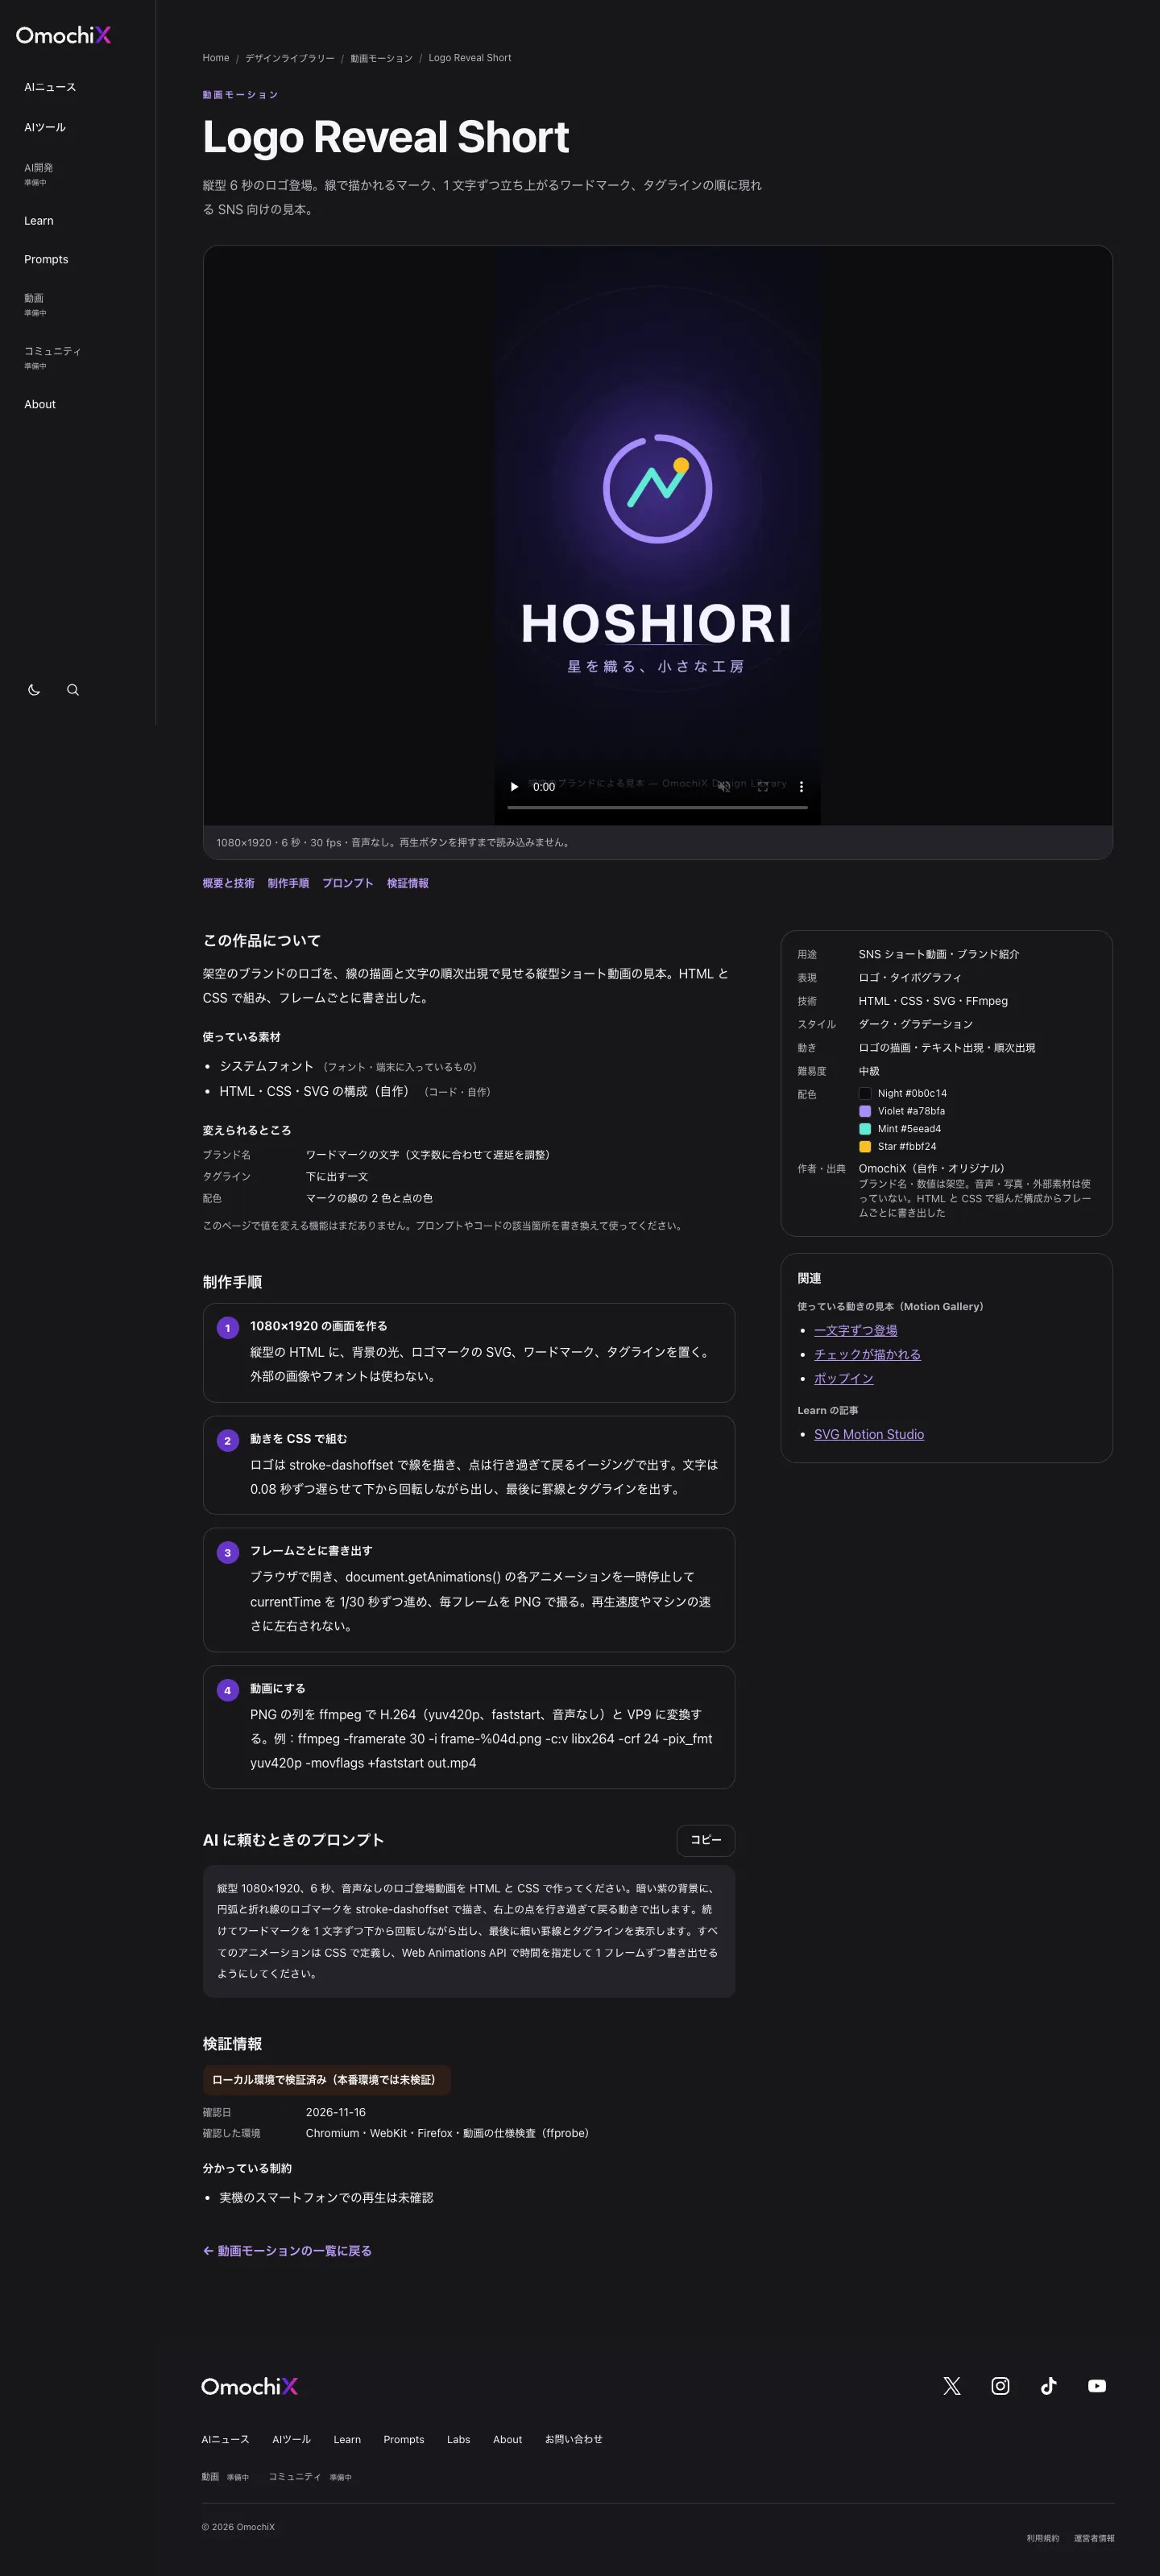 OmochiX
AIニュース
AIツール
AI開発
準備中
Learn
Prompts
動画
準備中
コミュニティ
準備中
About
Home / デザインライブラリー / 動画モーション / Logo Reveal Short
動画モーション
Logo Reveal Short
縦型 6 秒のロゴ登場。線で描かれるマーク、1 文字ずつ立ち上がるワードマーク、タグラインの順に現れ
る SNS 向けの見本。
HOSHIORI
星を織る、小さな工房
のブランドによる見本 — OmochiX Design Library
0:00
1080×1920・6 秒・30 fps・音声なし。再生ボタンを押すまで読み込みません。
概要と技術 制作手順 プロンプト 検証情報
この作品について
架空のブランドのロゴを、線の描画と文字の順次出現で見せる縦型ショート動画の見本。HTML と
CSS で組み、フレームごとに書き出した。
使っている素材
• システムフォント （フォント・端末に入っているもの）
• HTML・CSS・SVG の構成（自作） （コード・自作）
変えられるところ
ブランド名 ワードマークの文字（文字数に合わせて遅延を調整）
タグライン 下に出す一文
配色 マークの線の 2 色と点の色
このページで値を変える機能はまだありません。プロンプトやコードの該当箇所を書き換えて使ってください。
制作手順
1 1080×1920 の画面を作る
縦型の HTML に、背景の光、ロゴマークの SVG、ワードマーク、タグラインを置く。
外部の画像やフォントは使わない。
2 動きを CSS で組む
ロゴは stroke-dashoffset で線を描き、点は行き過ぎて戻るイージングで出す。文字は
0.08 秒ずつ遅らせて下から回転しながら出し、最後に罫線とタグラインを出す。
3 フレームごとに書き出す
ブラウザで開き、document.getAnimations() の各アニメーションを一時停止して
currentTime を 1/30 秒ずつ進め、毎フレームを PNG で撮る。再生速度やマシンの速
さに左右されない。
4 動画にする
PNG の列を ffmpeg で H.264（yuv420p、faststart、音声なし）と VP9 に変換す
る。例：ffmpeg -framerate 30 -i frame-%04d.png -c:v libx264 -crf 24 -pix_fmt
yuv420p -movflags +faststart out.mp4
AI に頼むときのプロンプト
コピー
縦型 1080×1920、6 秒、音声なしのロゴ登場動画を HTML と CSS で作ってください。暗い紫の背景に、
円弧と折れ線のロゴマークを stroke-dashoffset で描き、右上の点を行き過ぎて戻る動きで出します。続
けてワードマークを 1 文字ずつ下から回転しながら出し、最後に細い罫線とタグラインを表示します。すべ
てのアニメーションは CSS で定義し、Web Animations API で時間を指定して 1 フレームずつ書き出せる
ようにしてください。
検証情報
ローカル環境で検証済み（本番環境では未検証）
確認日 2026-11-16
確認した環境 Chromium・WebKit・Firefox・動画の仕様検査（ffprobe）
分かっている制約
• 実機のスマートフォンでの再生は未確認
← 動画モーションの一覧に戻る
用途 SNS ショート動画・ブランド紹介
表現 ロゴ・タイポグラフィ
技術 HTML・CSS・SVG・FFmpeg
スタイル ダーク・グラデーション
動き ロゴの描画・テキスト出現・順次出現
難易度 中級
配色 Night #0b0c14
Violet #a78bfa
Mint #5eead4
Star #fbbf24
作者・出典 OmochiX（自作・オリジナル）
ブランド名・数値は架空。音声・写真・外部素材は使
っていない。HTML と CSS で組んだ構成からフレー
ムごとに書き出した
関連
使っている動きの見本（Motion Gallery）
• 一文字ずつ登場
• チェックが描かれる
• ポップイン
Learn の記事
• SVG Motion Studio
OmochiX
AIニュース AIツール Learn Prompts Labs About お問い合わせ
動画 準備中 コミュニティ 準備中
© 2026 OmochiX
利用規約 運営者情報